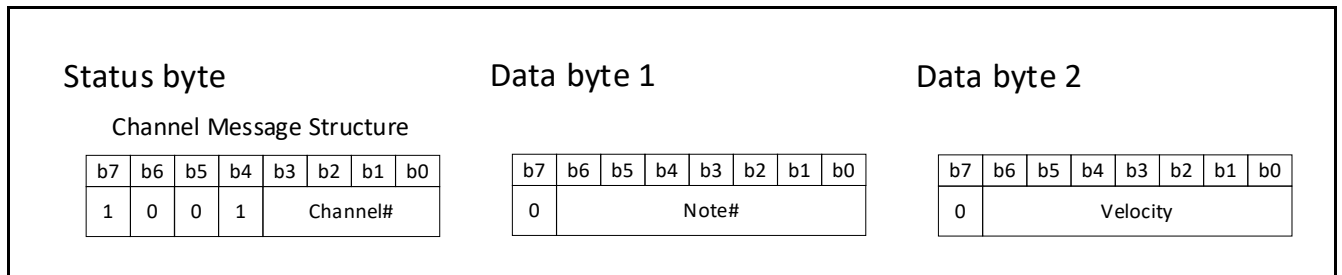 Status byte Data byte 1 Data byte 2
Channel Message Structure
b7 b6 b5 b4 b3 b2 b1 b0 b7 b6 b5 b4 b3 b2 b1 b0 b7 b6 b5 b4 b3 b2 b1 b0
1 0 0 1 Channel# 0 Note# 0 Velocity